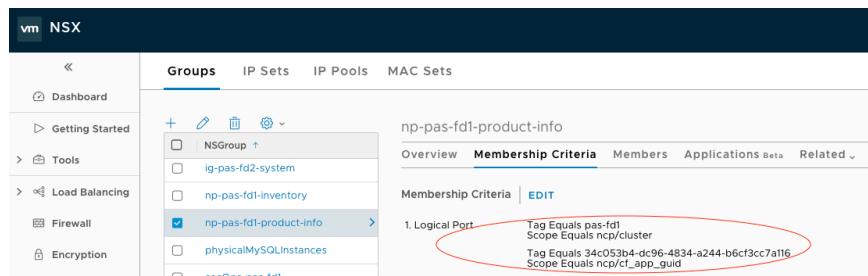 vm NSX
Groups IP Sets IP Pools MAC Sets
Dashboard
Getting Started
Tools
Load Balancing
Firewall
Encryption
NSGroup
ig-pas-fd2-system
np-pas-fd1-inventory
np-pas-fd1-product-info
physicalMySQLInstances
np-pas-fd1-product-info
Overview Membership Criteria Members Applications Beta Related
Membership Criteria EDIT
1. Logical Port
Tag Equals pas-fd1
Scope Equals ncp/cluster
Tag Equals 34c053b4-dc96-4834-a244-b6cf3cc7a116
Scope Equals ncp/cf_app_guid